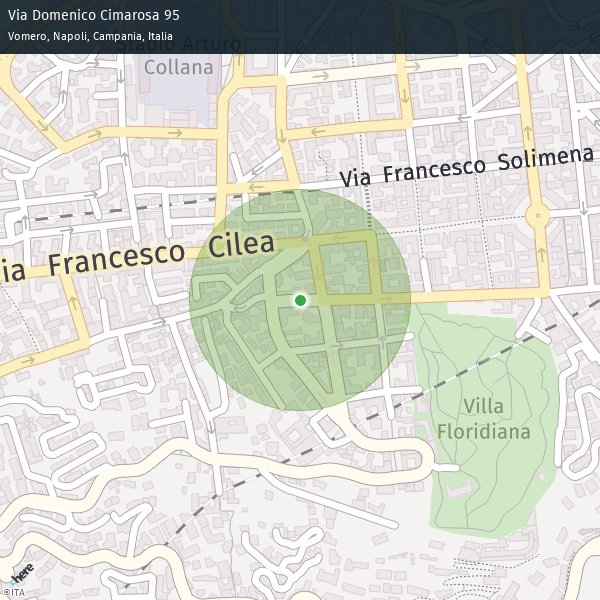 Via Domenico Cimarosa 95
Vomero, Napoli, Campania, Italia
Stadio Arturo
Collana
Via Francesco Solimena
ia Francesco Cilea
Villa
Floridiana
here
©ITA